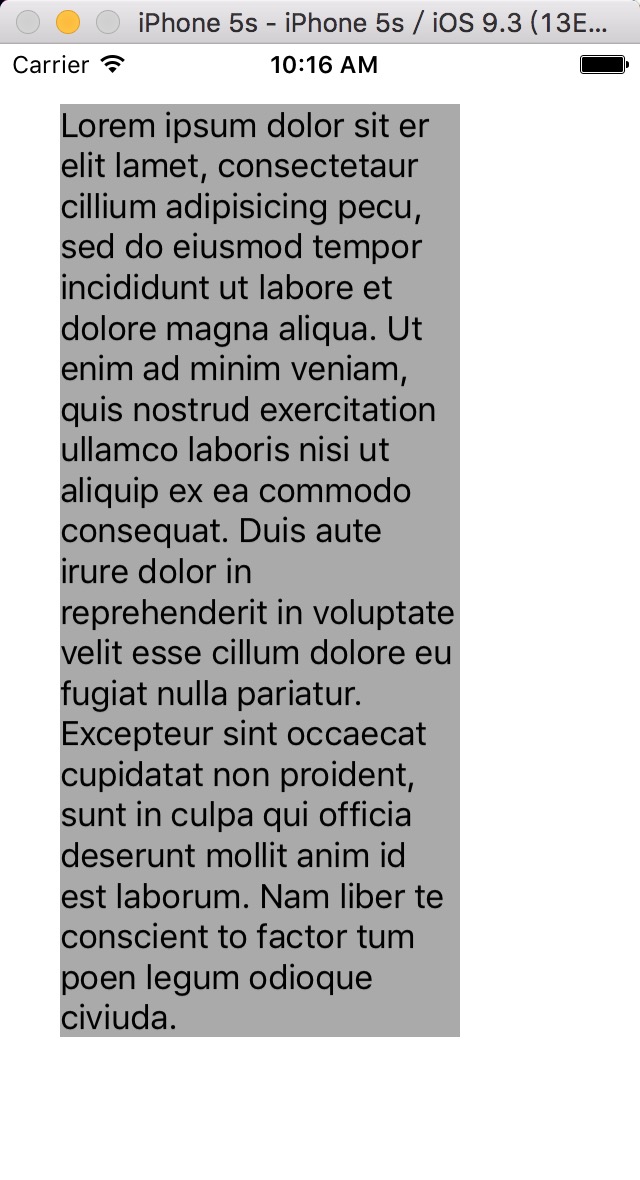 iPhone 5s - iPhone 5s / iOS 9.3 (13E...
Carrier 10:16 AM
Lorem ipsum dolor sit er
elit lamet, consectetaur
cillium adipisicing pecu,
sed do eiusmod tempor
incididunt ut labore et
dolore magna aliqua. Ut
enim ad minim veniam,
quis nostrud exercitation
ullamco laboris nisi ut
aliquip ex ea commodo
consequat. Duis aute
irure dolor in
reprehenderit in voluptate
velit esse cillum dolore eu
fugiat nulla pariatur.
Excepteur sint occaecat
cupidatat non proident,
sunt in culpa qui officia
deserunt mollit anim id
est laborum. Nam liber te
conscient to factor tum
poen legum odioque
civiuda.